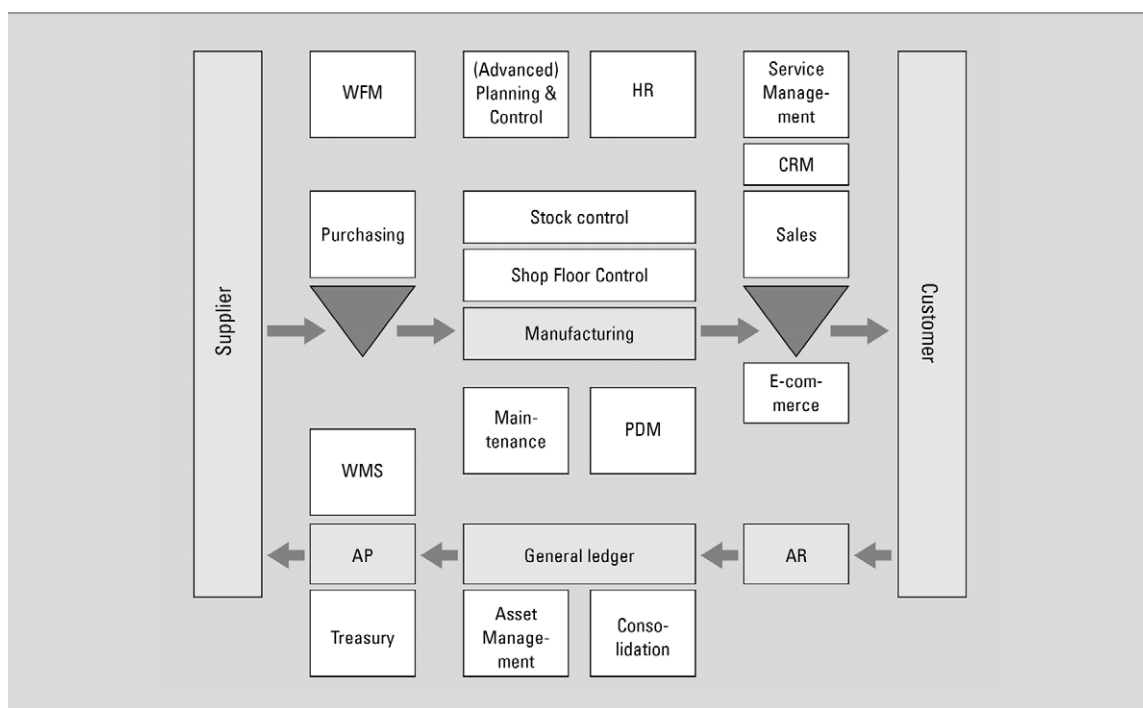 WFM
(Advanced)
Planning &
Control
HR
Service
Manage-
ment
CRM
Supplier
Purchasing
Stock control
Shop Floor Control
Manufacturing
Sales
Customer
E-com-
merce
Main-
tenance
PDM
WMS
AP
General ledger
AR
Treasury
Asset
Manage-
ment
Conso-
lidation